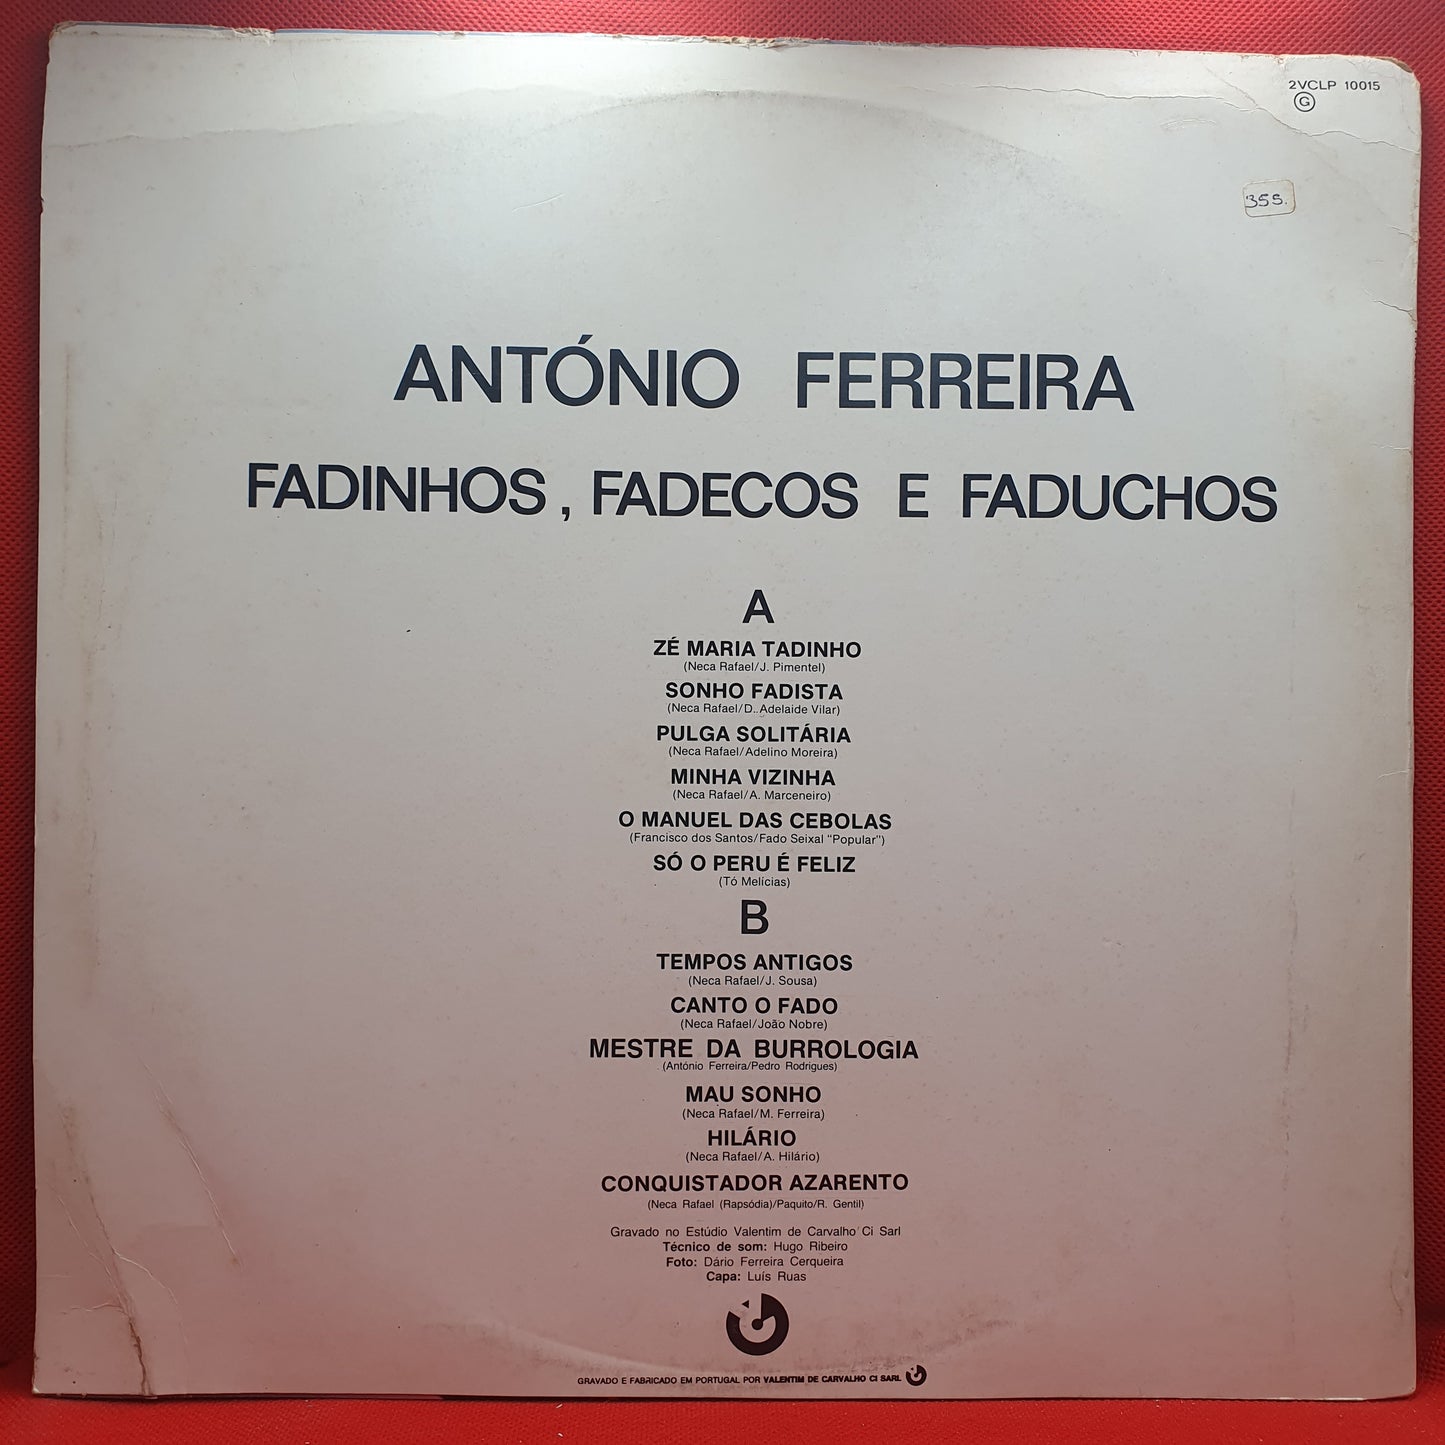 2VCLP 10015
G
355.
ANTÓNIO FERREIRA
FADINHOS, FADECOS E FADUCHOS
A
ZÉ MARIA TADINHO
(Neca Rafael/J. Pimentel)
SONHO FADISTA
(Neca Rafael/D.. Adelaide Vilar)
PULGA SOLITÁRIA
(Neca Rafael/Adelino Moreira)
MINHA VIZINHA
(Neca Rafael/A. Marceneiro)
O MANUEL DAS CEBOLAS
(Francisco dos Santos/Fado Seixal "Popular")
SÓ O PERU É FELIZ
(Tó Melícias)
B
TEMPOS ANTIGOS
(Neca Rafael/J. Sousa)
CANTO O FADO
(Neca Rafael/João Nobre)
MESTRE DA BURROLOGIA
(António Ferreira/Pedro Rodrigues)
MAU SONHO
(Neca Rafael/M. Ferreira)
HILÁRIO
(Neca Rafael/A. Hilário)
CONQUISTADOR AZARENTO
(Neca Rafael (Rapsódia)/Paquito/R. Gentil)
Gravado no Estúdio Valentim de Carvalho Ci Sarl
Técnico de som: Hugo Ribeiro
Foto: Dário Ferreira Cerqueira
Capa: Luís Ruas
GRAVADO E FABRICADO EM PORTUGAL POR VALENTIM DE CARVALHO CI SARL